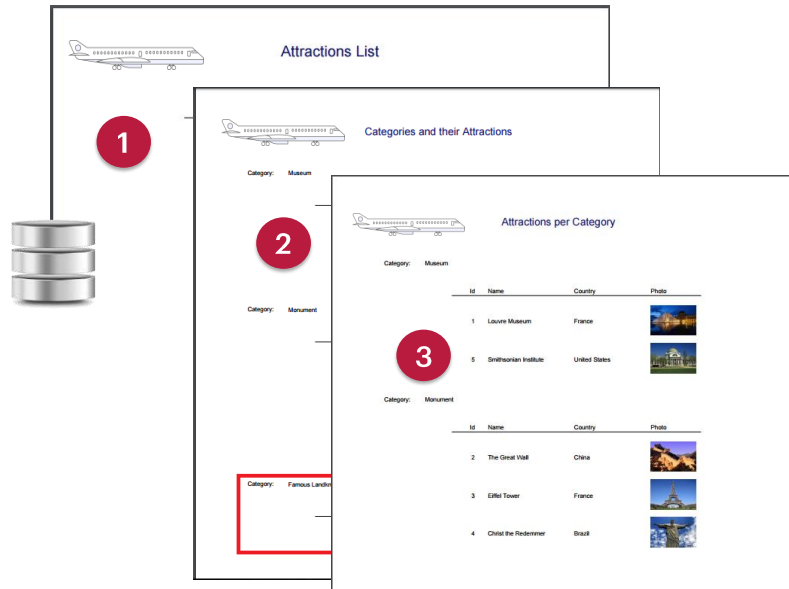 Attractions List
1
Categories and their Attractions
Category: Museum
2
Category: Monument
Category: Famous
Attractions per Category
Category: Museum
Id Name Country Photo
1 Louvre Museum France
3
5 Smithsonian Institute United States
Category: Monument
Id Name Country Photo
2 The Great Wall China
3 Eiffel Tower France
4 Christ the Redemmer Brazil